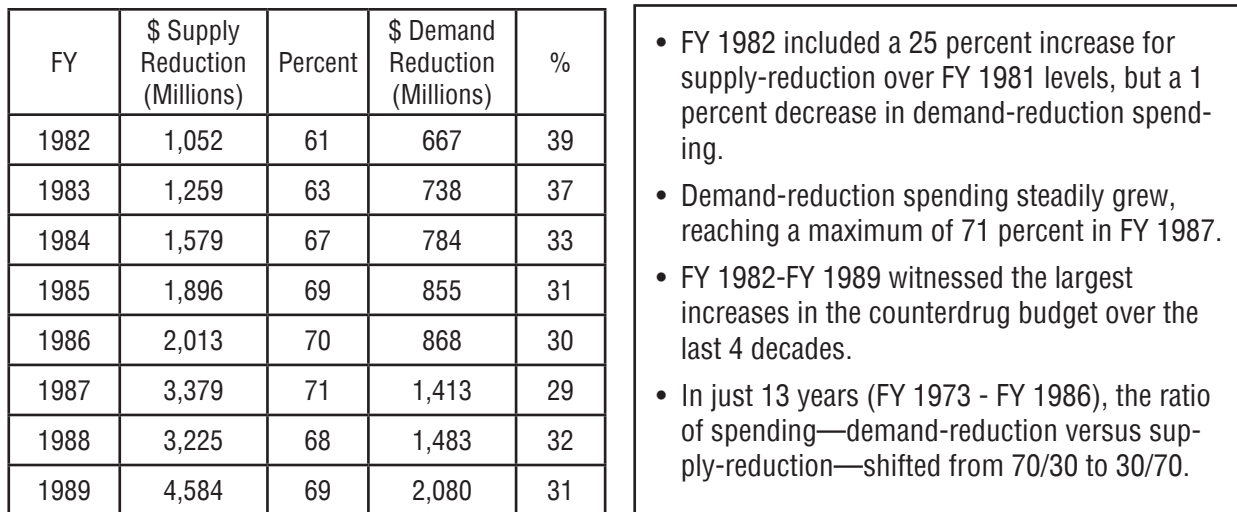 FY $ Supply Reduction (Millions) Percent $ Demand Reduction (Millions) %
1982 1,052 61 667 39
1983 1,259 63 738 37
1984 1,579 67 784 33
1985 1,896 69 855 31
1986 2,013 70 868 30
1987 3,379 71 1,413 29
1988 3,225 68 1,483 32
1989 4,584 69 2,080 31
• FY 1982 included a 25 percent increase for
supply-reduction over FY 1981 levels, but a 1
percent decrease in demand-reduction spend-
ing.
• Demand-reduction spending steadily grew,
reaching a maximum of 71 percent in FY 1987.
• FY 1982-FY 1989 witnessed the largest
increases in the counterdrug budget over the
last 4 decades.
• In just 13 years (FY 1973 - FY 1986), the ratio
of spending—demand-reduction versus sup-
ply-reduction—shifted from 70/30 to 30/70.